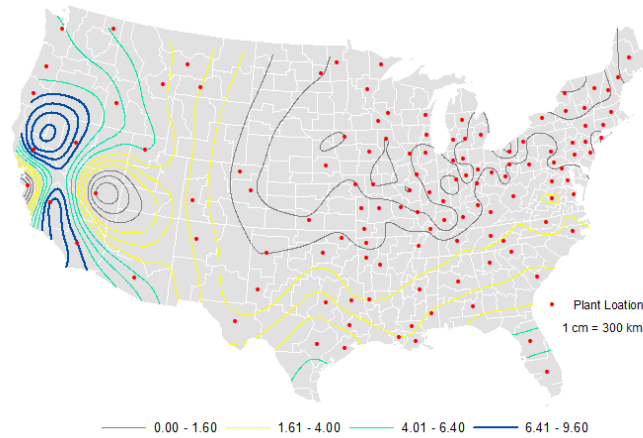 Plant Loation
1 cm = 300 km
0.00 - 1.60 1.61 - 4.00 4.01 - 6.40 6.41 - 9.60